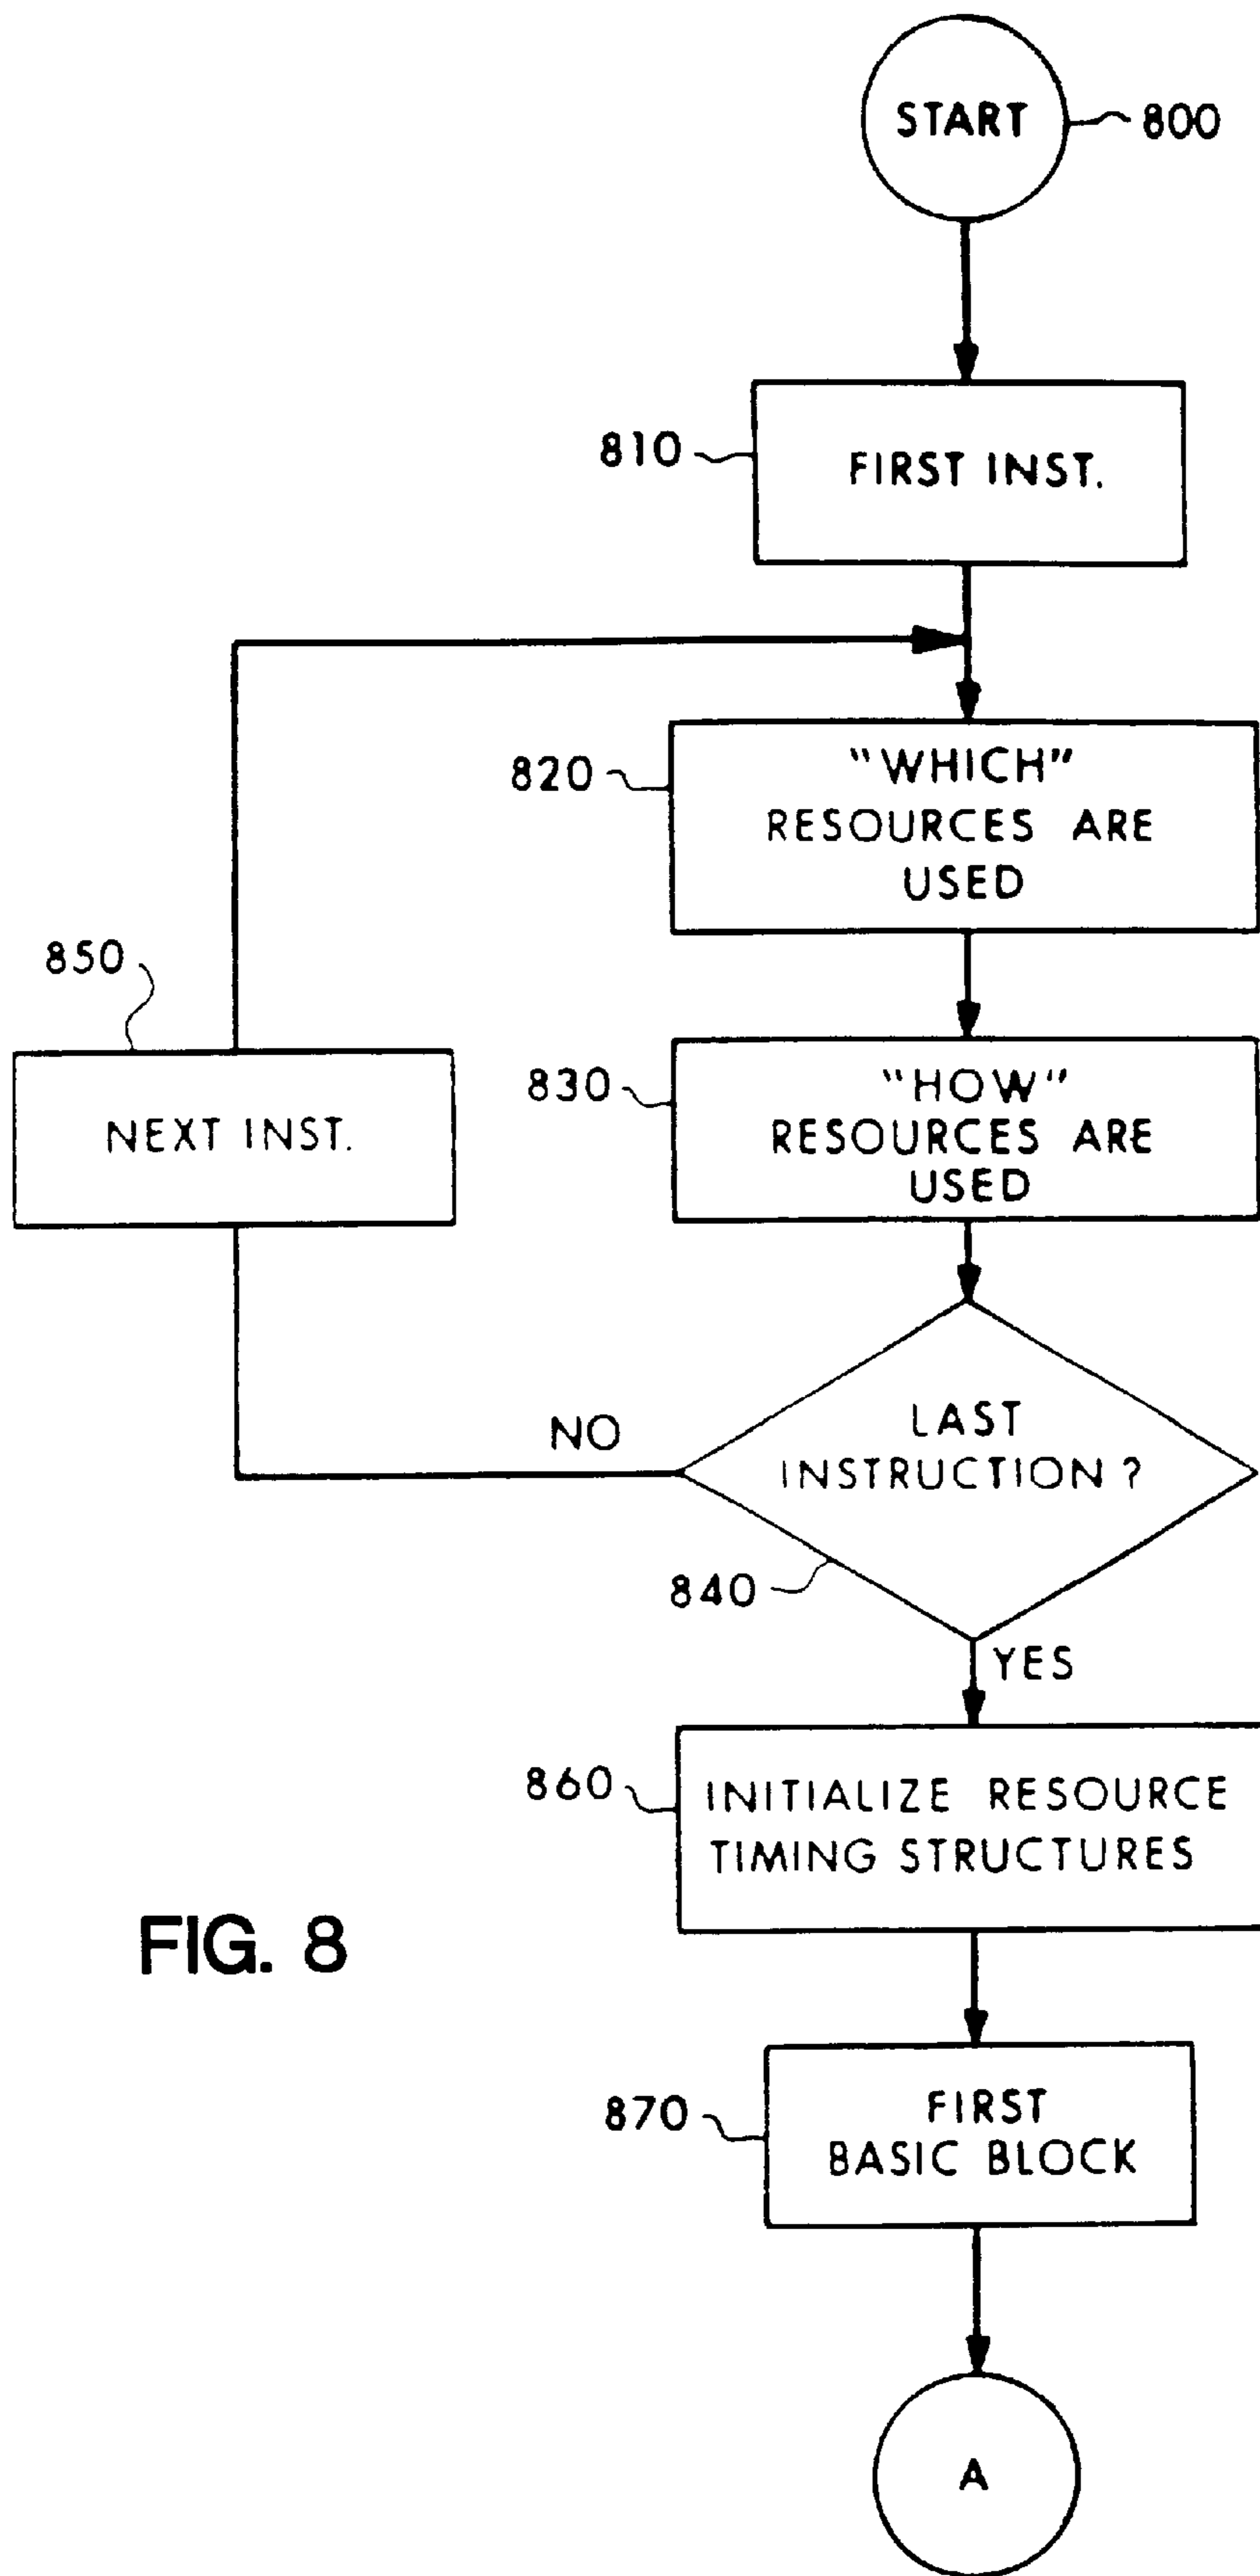 START
800
810
FIRST INST.
820
"WHICH"
RESOURCES ARE
USED
850
NEXT INST.
830
"HOW"
RESOURCES ARE
USED
NO
LAST
INSTRUCTION ?
840
YES
860
INITIALIZE RESOURCE
TIMING STRUCTURES
FIG. 8
870
FIRST
BASIC BLOCK
A